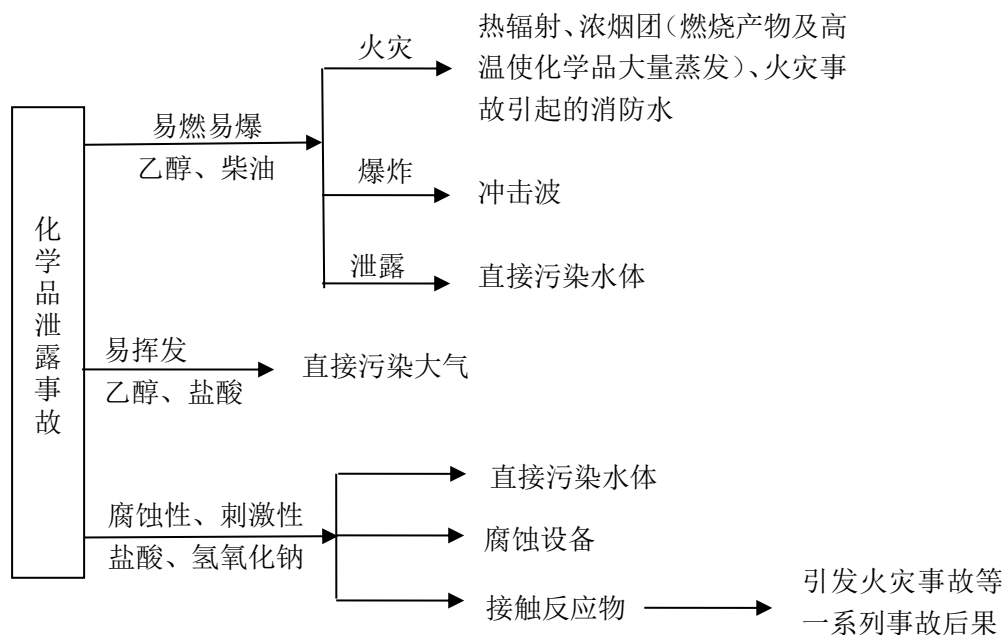 化学品泄露事故
易燃易爆
乙醇、柴油
火灾
热辐射、浓烟团（燃烧产物及高
温使化学品大量蒸发）、火灾事
故引起的消防水
爆炸
冲击波
泄露
直接污染水体
易挥发
乙醇、盐酸
直接污染大气
腐蚀性、刺激性
盐酸、氢氧化钠
直接污染水体
腐蚀设备
接触反应物
引发火灾事故等
一系列事故后果